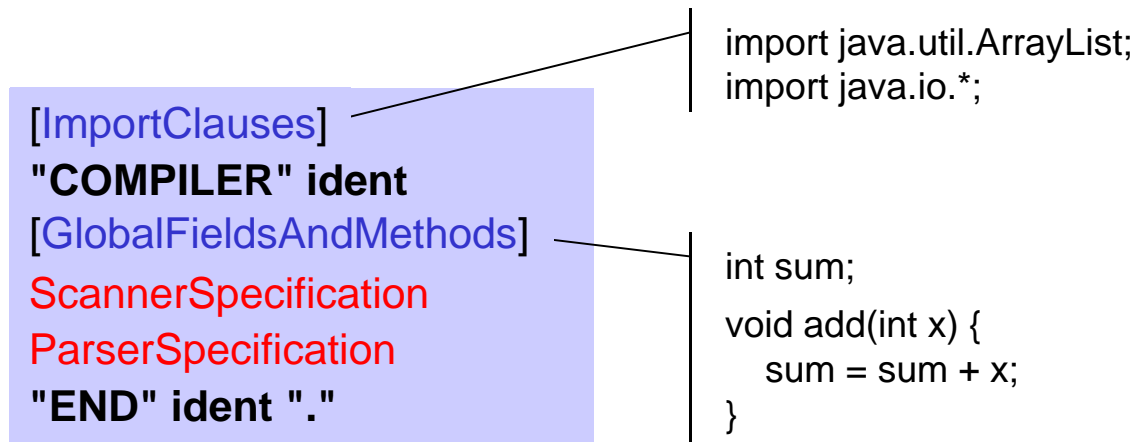 [ImportClauses]
"COMPILER" ident
[GlobalFieldsAndMethods]
ScannerSpecification
ParserSpecification
"END" ident "."
import java.util.ArrayList;
import java.io.*;
int sum;
void add(int x) {
sum = sum + x;
}